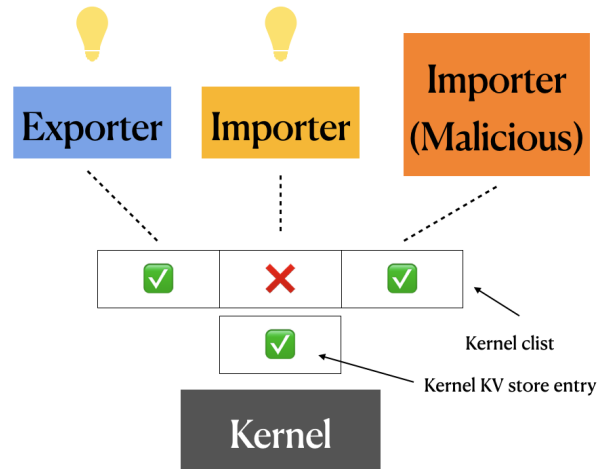 Exporter
Importer
Importer
(Malicious)
Kernel clist
Kernel KV store entry
Kernel